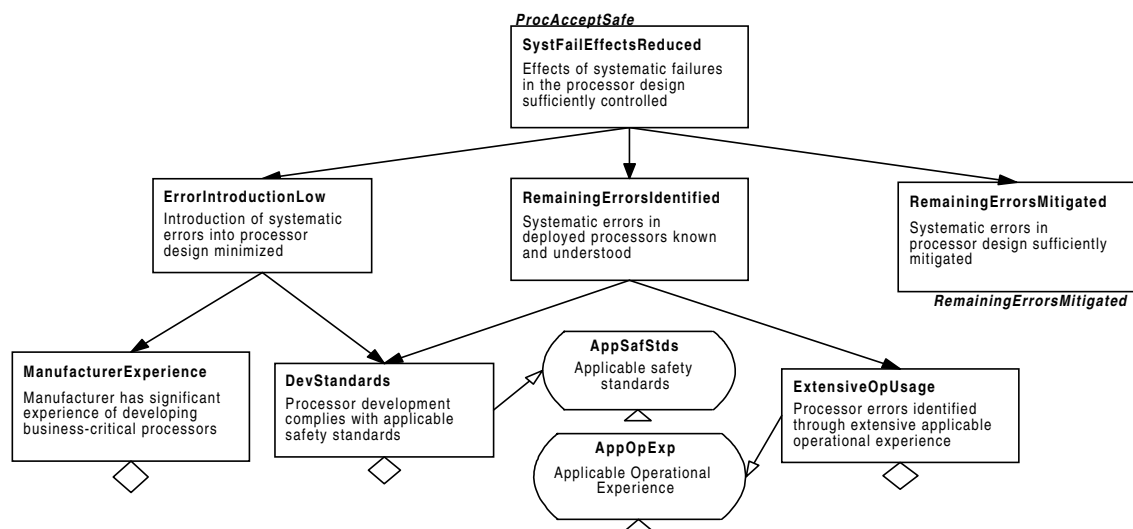 ProcAcceptSafe
SystFailEffectsReduced
Effects of systematic failures
in the processor design
sufficiently controlled
ErrorIntroductionLow
Introduction of systematic
errors into processor
design minimized
RemainingErrorsIdentified
Systematic errors in
deployed processors known
and understood
RemainingErrorsMitigated
Systematic errors in
processor design sufficiently
mitigated
RemainingErrorsMitigated
ManufacturerExperience
Manufacturer has significant
experience of developing
business-critical processors
DevStandards
Processor development
complies with applicable
safety standards
AppSafStds
Applicable safety
standards
AppOpExp
Applicable Operational
Experience
ExtensiveOpUsage
Processor errors identified
through extensive applicable
operational experience